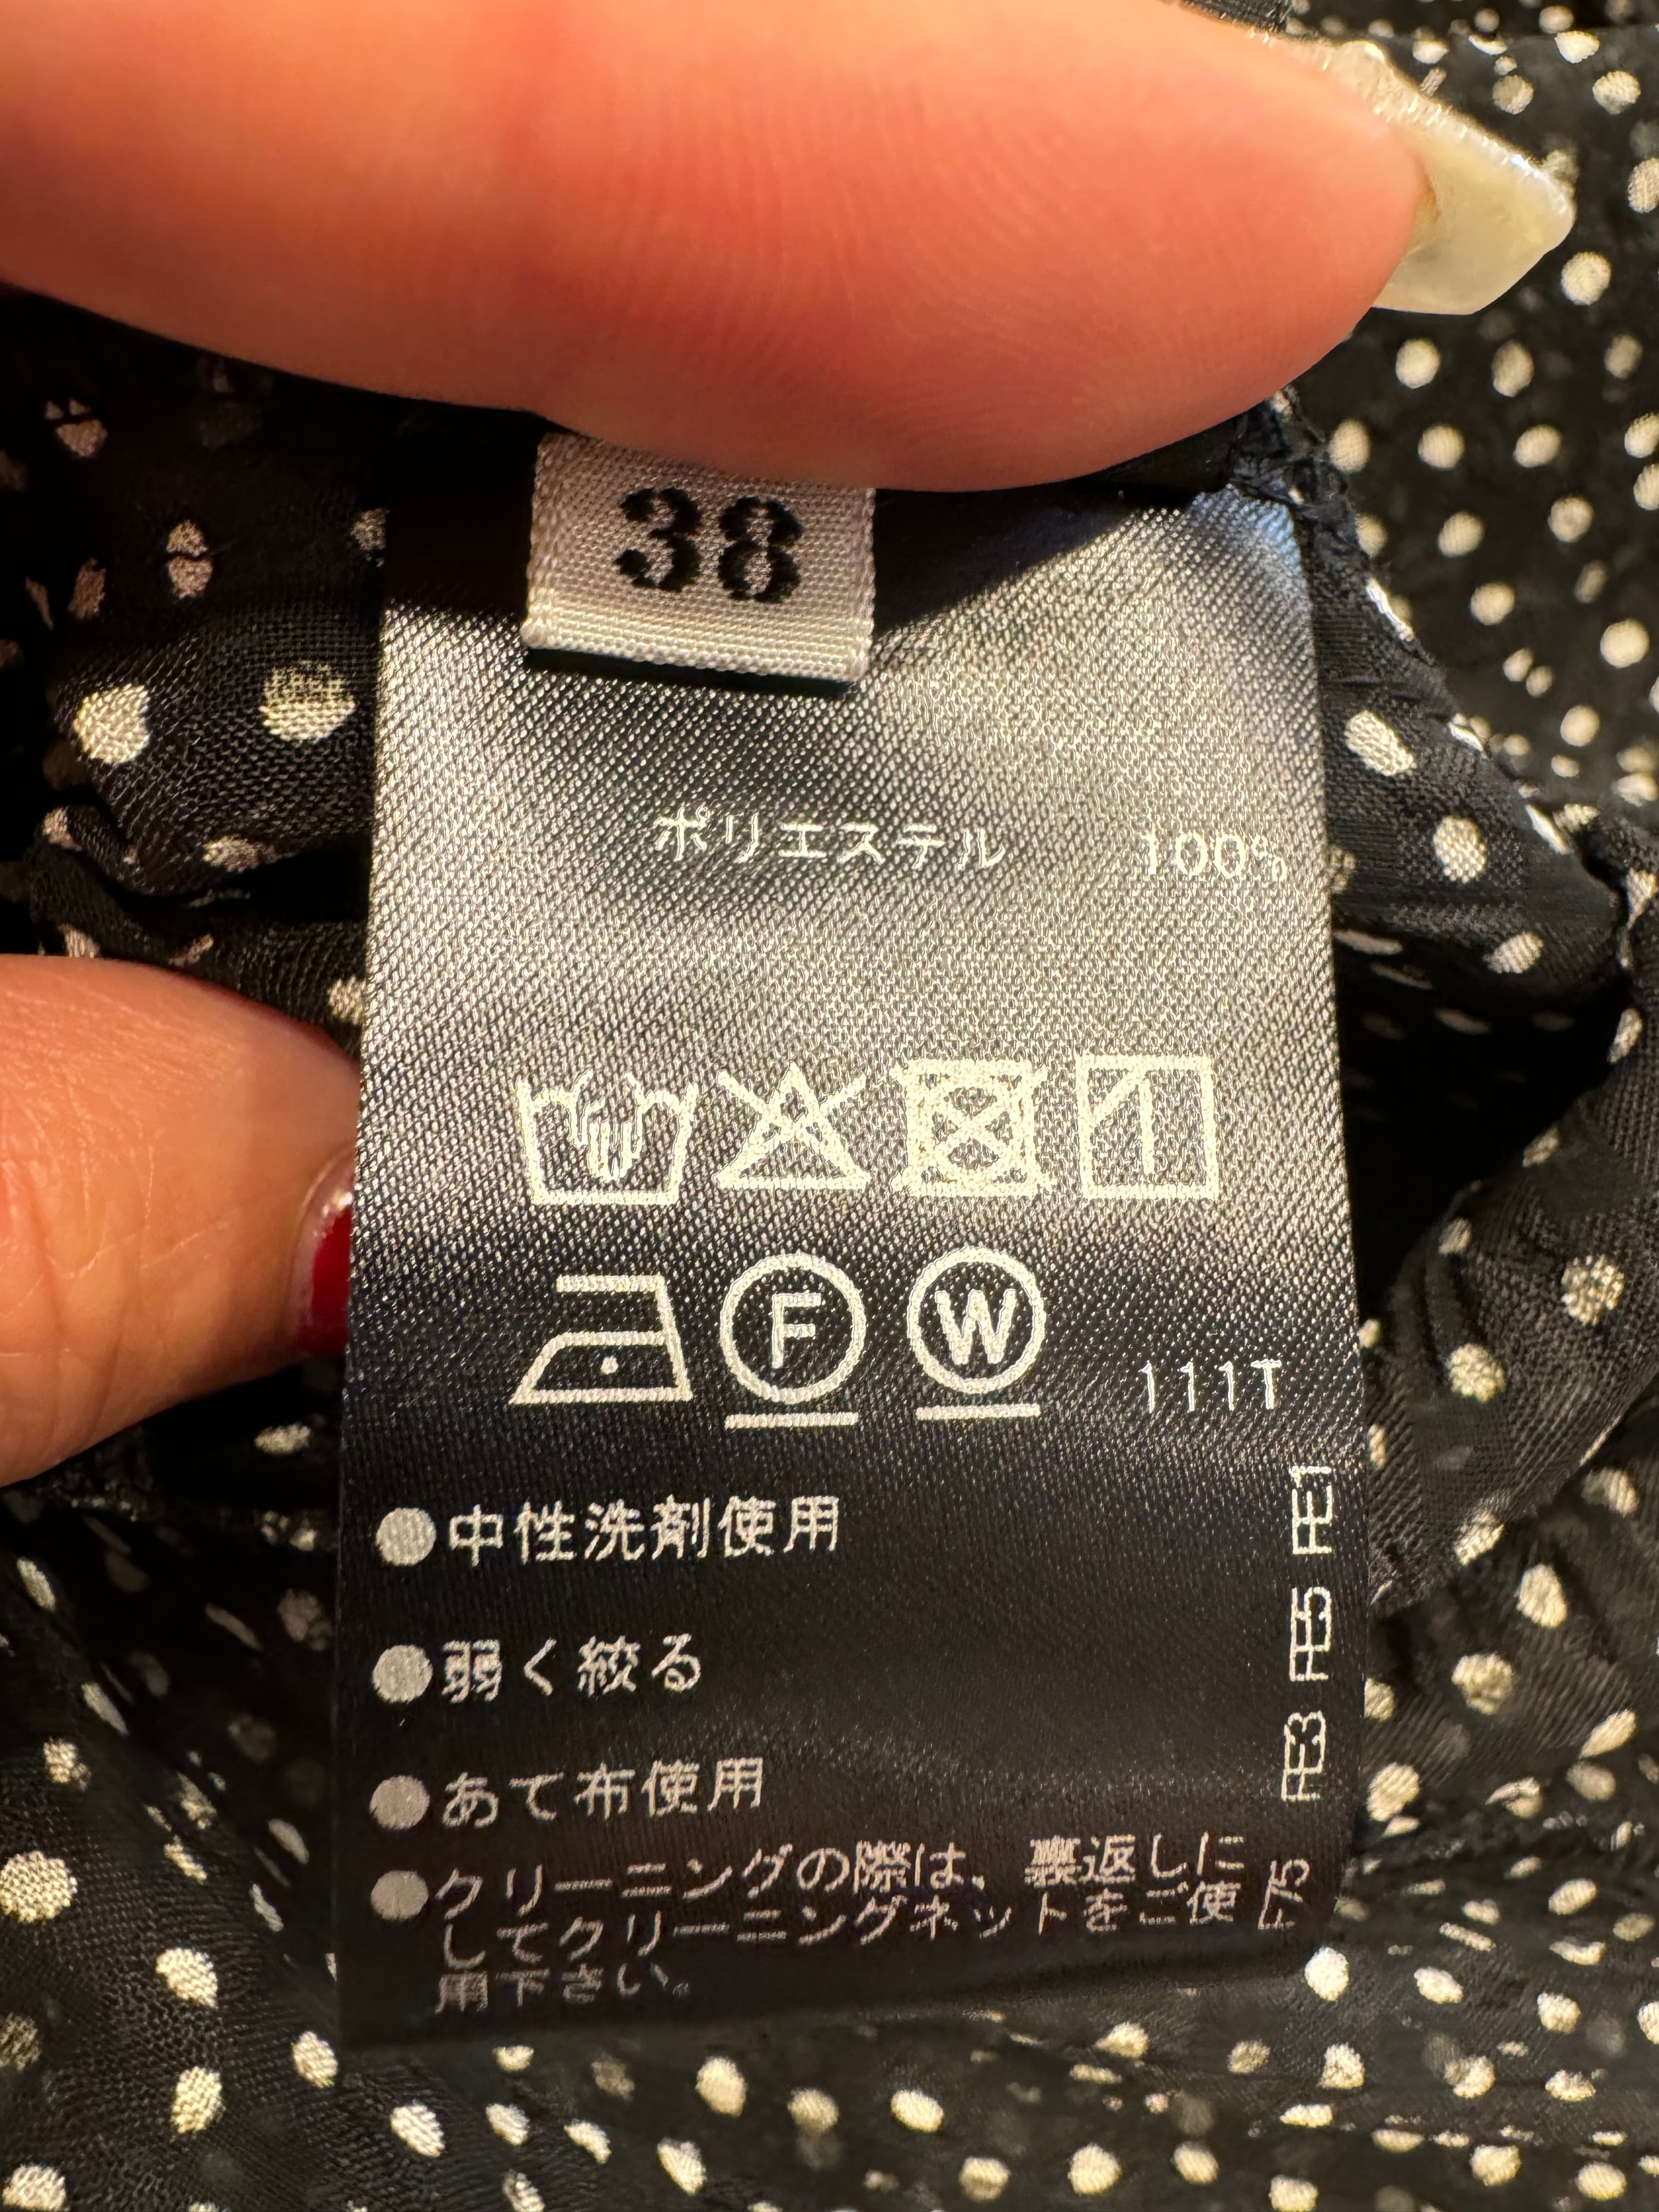 38
ポリエステル 100%
F W 111T
●中性洗剤使用
●弱く絞る
●あて布使用
●クリーニングの際は、裏返しに
してクリーニングネットをご使
用下さい。